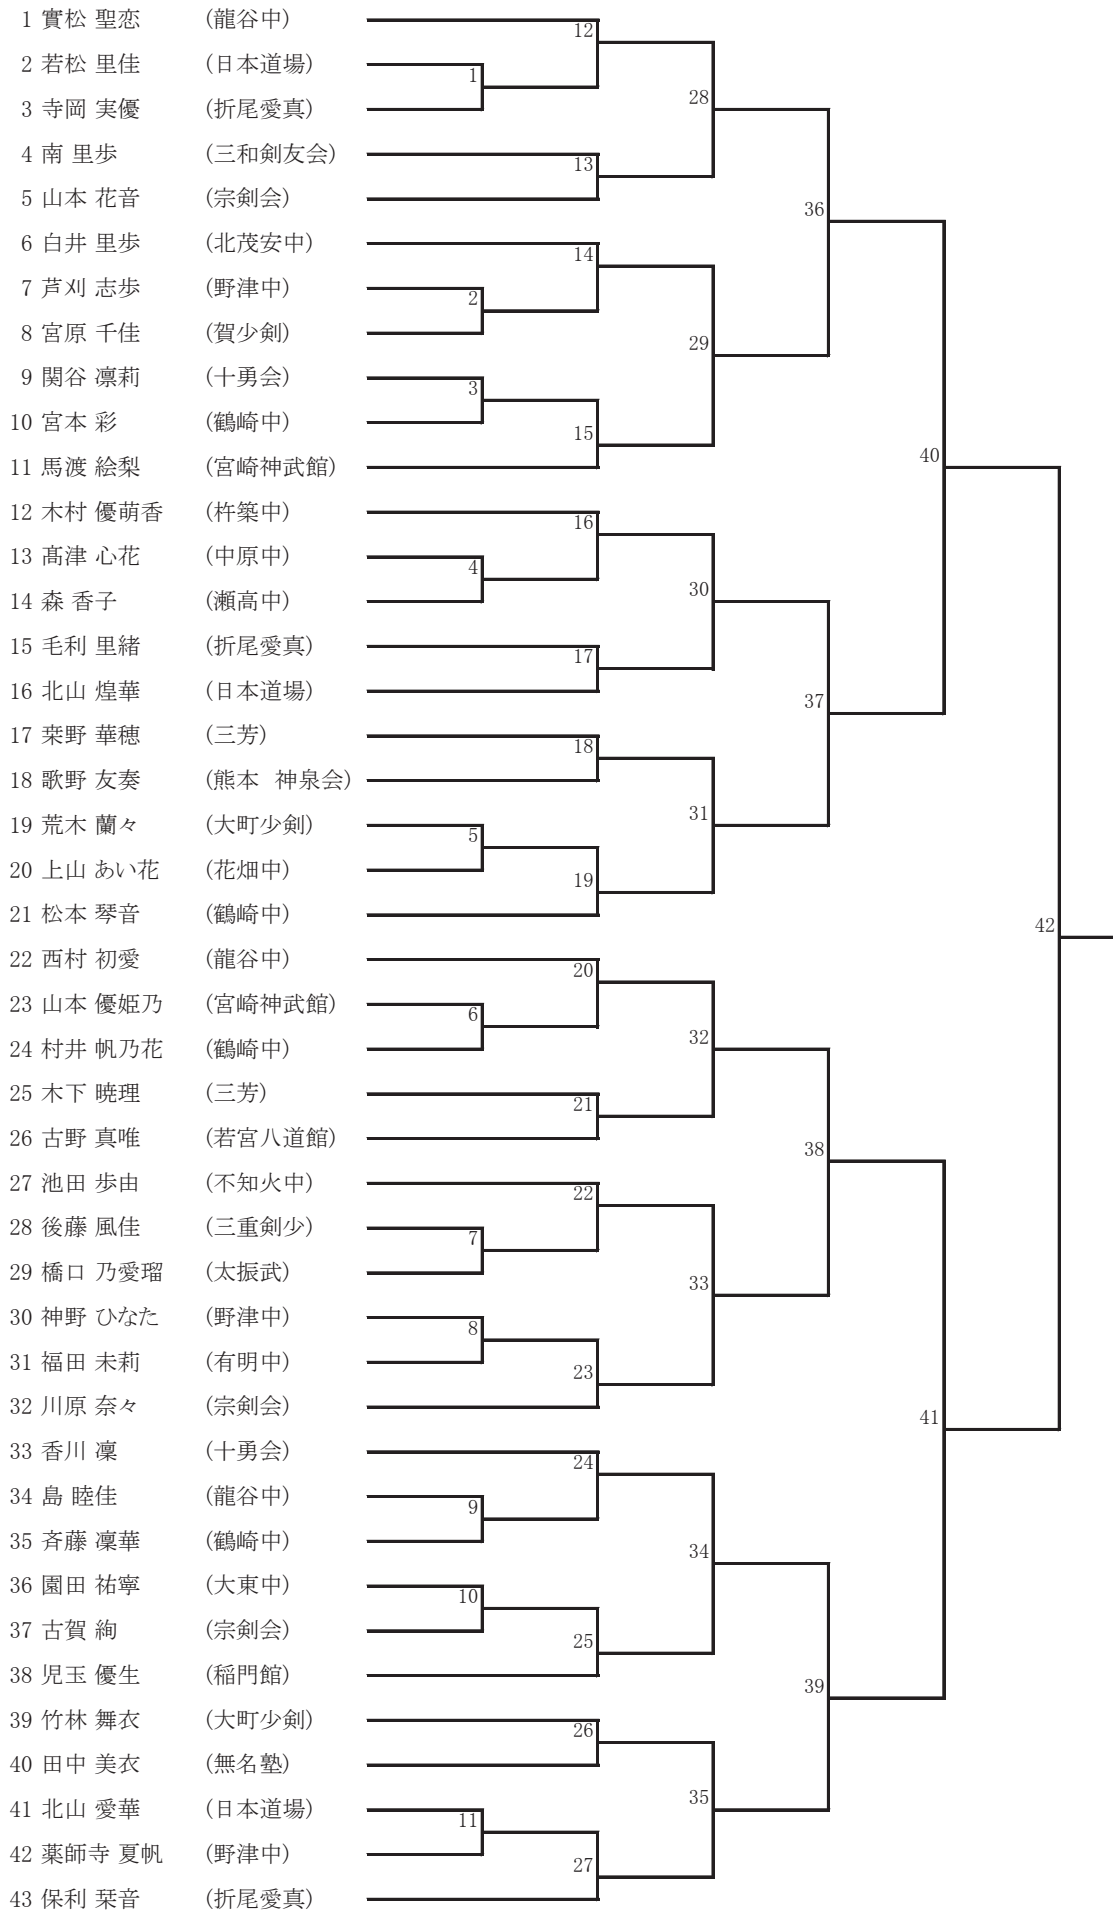 1 實松 聖恋 (龍谷中)
12
2 若松 里佳 (日本道場)
1
28
3 寺岡 実優 (折尾愛真)
4 南 里歩 (三和剣友会)
13
5 山本 花音 (宗剣会)
36
6 白井 里歩 (北茂安中)
14
7 芦刈 志歩 (野津中)
2
8 宮原 千佳 (賀少剣)
29
9 関谷 凛莉 (十勇会)
3
10 宮本 彩 (鶴崎中)
15
40
11 馬渡 絵梨 (宮崎神武館)
12 木村 優萌香 (杵築中)
16
13 髙津 心花 (中原中)
4
30
14 森 香子 (瀬高中)
15 毛利 里緒 (折尾愛真)
17
16 北山 煌華 (日本道場)
37
17 栞野 華穂 (三芳)
18
18 歌野 友奏 (熊本 神泉会)
31
19 荒木 蘭々 (大町少剣)
5
20 上山 あい花 (花畑中)
19
21 松本 琴音 (鶴崎中)
42
22 西村 初愛 (龍谷中)
20
23 山本 優姫乃 (宮崎神武館)
6
32
24 村井 帆乃花 (鶴崎中)
25 木下 暁理 (三芳)
21
26 古野 真唯 (若宮八道館)
38
27 池田 歩由 (不知火中)
22
28 後藤 風佳 (三重剣少)
7
29 橋口 乃愛瑠 (太振武)
33
30 神野 ひなた (野津中)
8
31 福田 未莉 (有明中)
23
32 川原 奈々 (宗剣会)
41
33 香川 凜 (十勇会)
24
34 島 睦佳 (龍谷中)
9
35 斉藤 凜華 (鶴崎中)
34
36 園田 祐寧 (大東中)
10
37 古賀 絢 (宗剣会)
25
38 児玉 優生 (稲門館)
39
39 竹林 舞衣 (大町少剣)
26
40 田中 美衣 (無名塾)
35
41 北山 愛華 (日本道場)
11
42 薬師寺 夏帆 (野津中)
27
43 保利 栞音 (折尾愛真)